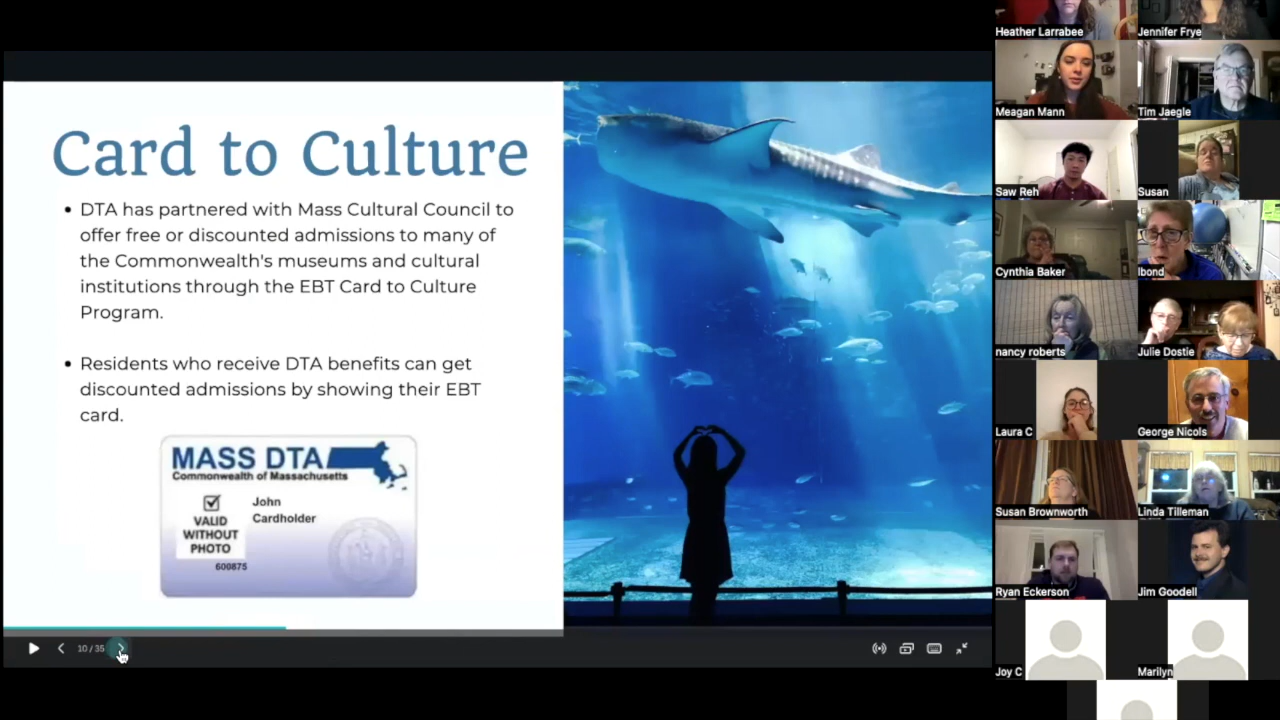 Card to Culture
• DTA has partnered with Mass Cultural Council to
offer free or discounted admissions to many of
the Commonwealth's museums and cultural
institutions through the EBT Card to Culture
Program.
• Residents who receive DTA benefits can get
discounted admissions by showing their EBT
card.
MASS DTA
Commonwealth of Massachusetts
VALID
WITHOUT
PHOTO
John
Cardholder
600875
10 / 35
Heather Larrabee
Jennifer Frye
Meagan Mann
Tim Jaegle
Saw Reh
Susan
Cynthia Baker
lbond
nancy roberts
Julie Dostie
Laura C
George Nicols
Susan Brownworth
Linda Tilleman
Ryan Eckerson
Jim Goodell
Joy C
Marilyn